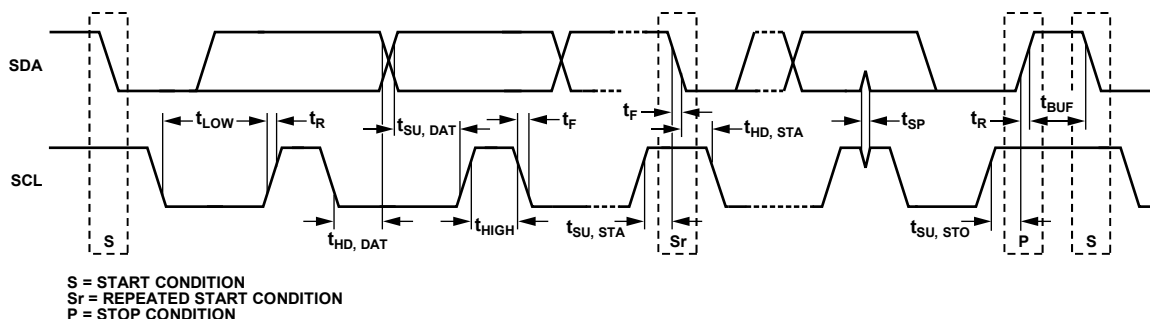 SDA
SCL
tLOW
tR
tSU, DAT
tF
tF
tHD, STA
tSP
tR
tBUF
tHD, DAT
tHIGH
tSU, STA
tSU, STO
S
Sr
P
S
S = START CONDITION
Sr = REPEATED START CONDITION
P = STOP CONDITION